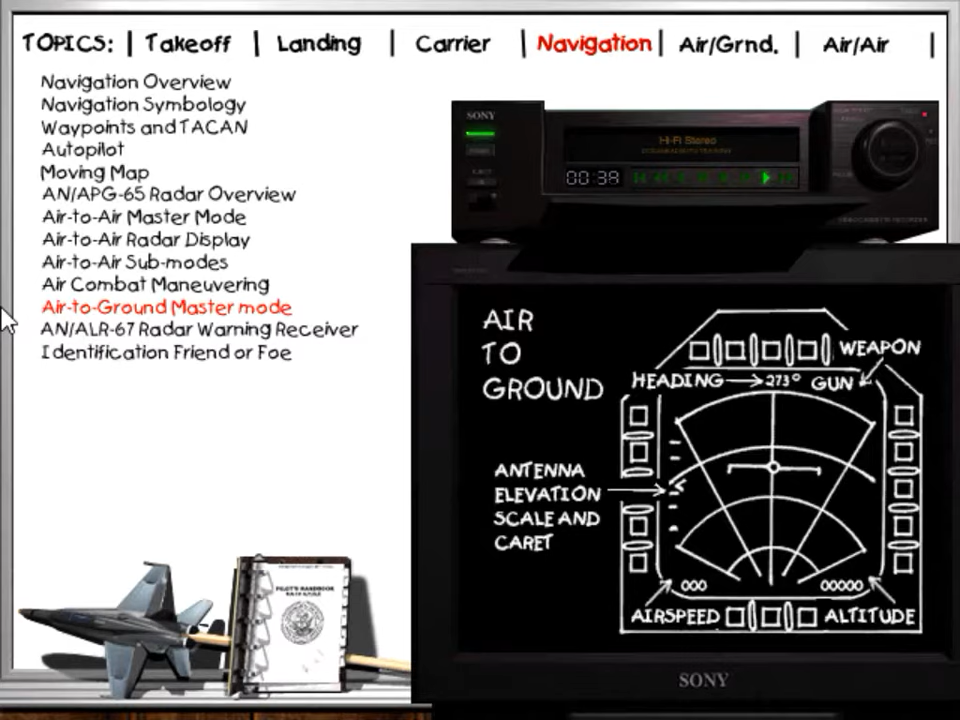 TOPICS: | Takeoff | Landing | Carrier | Navigation | Air/Grnd. | Air/Air |
Navigation Overview
Navigation Symbology
Waypoints and TACAN
Autopilot
Moving Map
AN/APG-65 Radar Overview
Air-to-Air Master Mode
Air-to-Air Radar Display
Air-to-Air Sub-modes
Air Combat Maneuvering
Air-to-Ground Master mode
AN/ALR-67 Radar Warning Receiver
Identification Friend or Foe
SONY
Hi-Fi Stereo
00:38
AIR
TO
GROUND
WEAPON
HEADING 273° GUN
ANTENNA
ELEVATION
SCALE AND
CARET
000 00000
AIRSPEED ALTITUDE
PILOT'S HANDBOOK
SONY